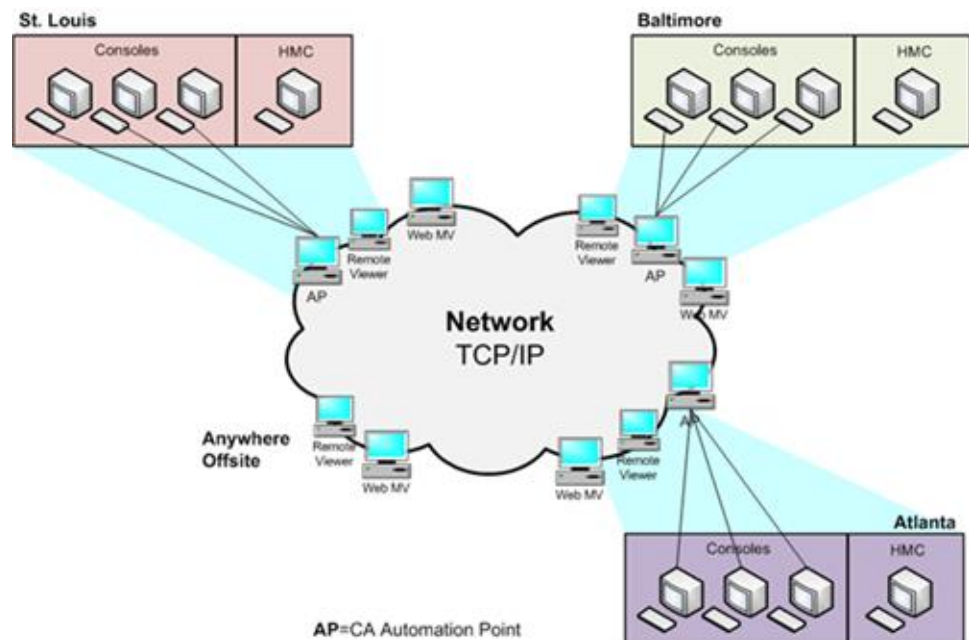 St. Louis
Consoles
HMC
Baltimore
Consoles
HMC
AP
Remote
Viewer
Web MV
Remote
Viewer
AP
Web MV
Network
TCP/IP
Anywhere
Offsite
Remote
Viewer
Web MV
Web MV
Remote
Viewer
AP
Atlanta
Consoles
HMC
AP=CA Automation Point